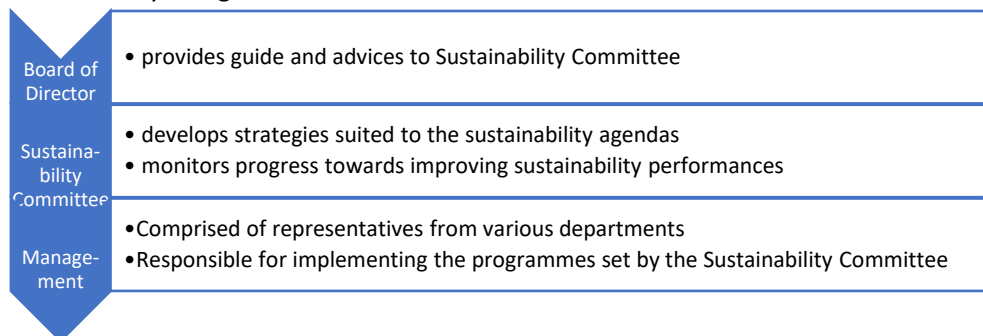 Board of
Director
• provides guide and advices to Sustainability Committee
Sustaina-
bility
Committee
• develops strategies suited to the sustainability agendas
• monitors progress towards improving sustainability performances
Manage-
ment
•Comprised of representatives from various departments
•Responsible for implementing the programmes set by the Sustainability Committee